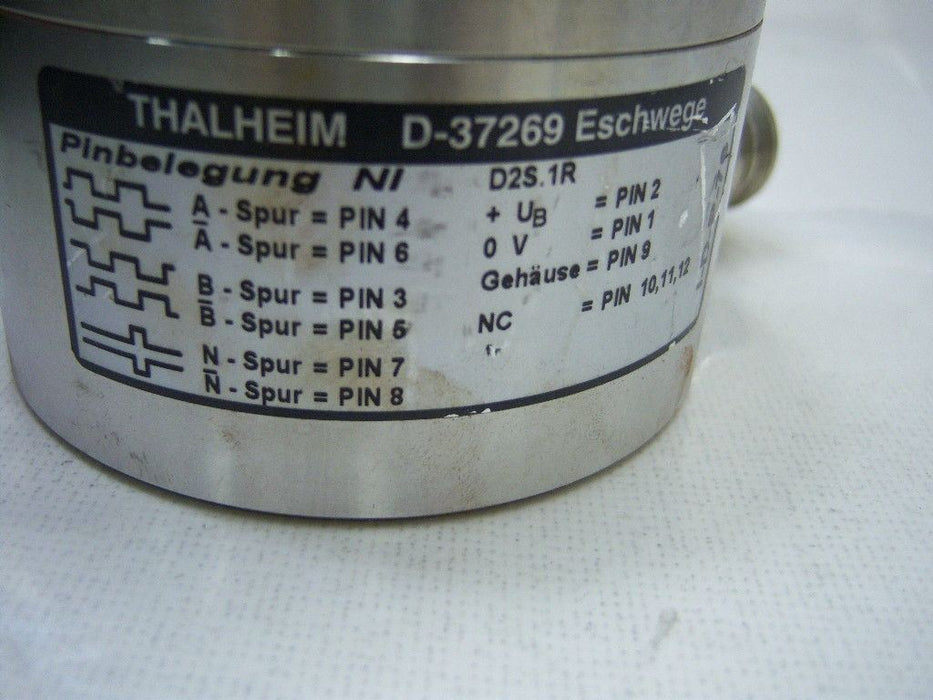 THALHEIM D-37269 Eschwege
Pinbelegung NI D2S.1R
A - Spur = PIN 4
A̅ - Spur = PIN 6
B - Spur = PIN 3
B̅ - Spur = PIN 5
N - Spur = PIN 7
N̅ - Spur = PIN 8
+ UB = PIN 2
0 V = PIN 1
Gehäuse = PIN 9
NC = PIN 10,11,12